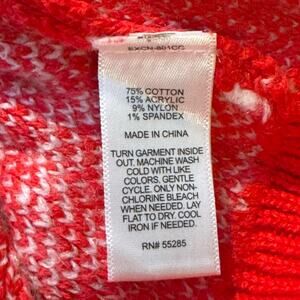 EXCN-801CC
75% COTTON
15% ACRYLIC
9% NYLON
1% SPANDEX
MADE IN CHINA
TURN GARMENT INSIDE
OUT. MACHINE WASH
COLD WITH LIKE
COLORS. GENTLE
CYCLE. ONLY NON-
CHLORINE BLEACH
WHEN NEEDED. LAY
FLAT TO DRY. COOL
IRON IF NEEDED.
RN# 55285